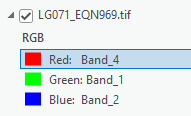 LG071_EQN969.tif
RGB
Red: Band_4
Green: Band_1
Blue: Band_2